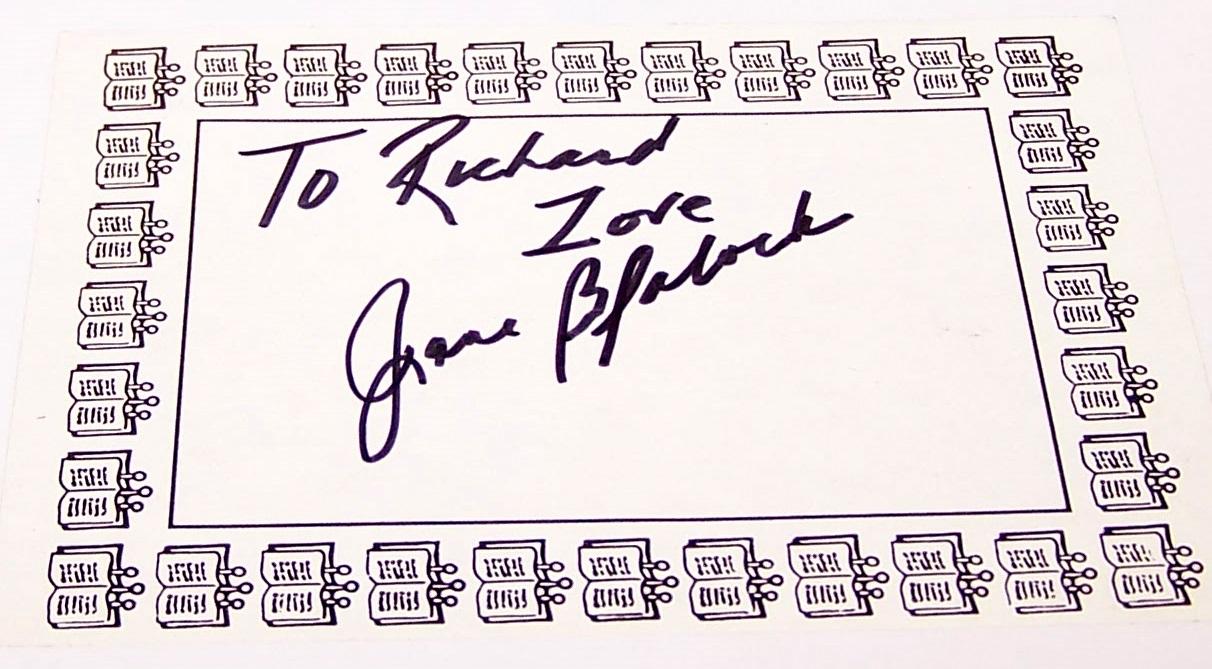 To Richard
Love
Jane Blalock